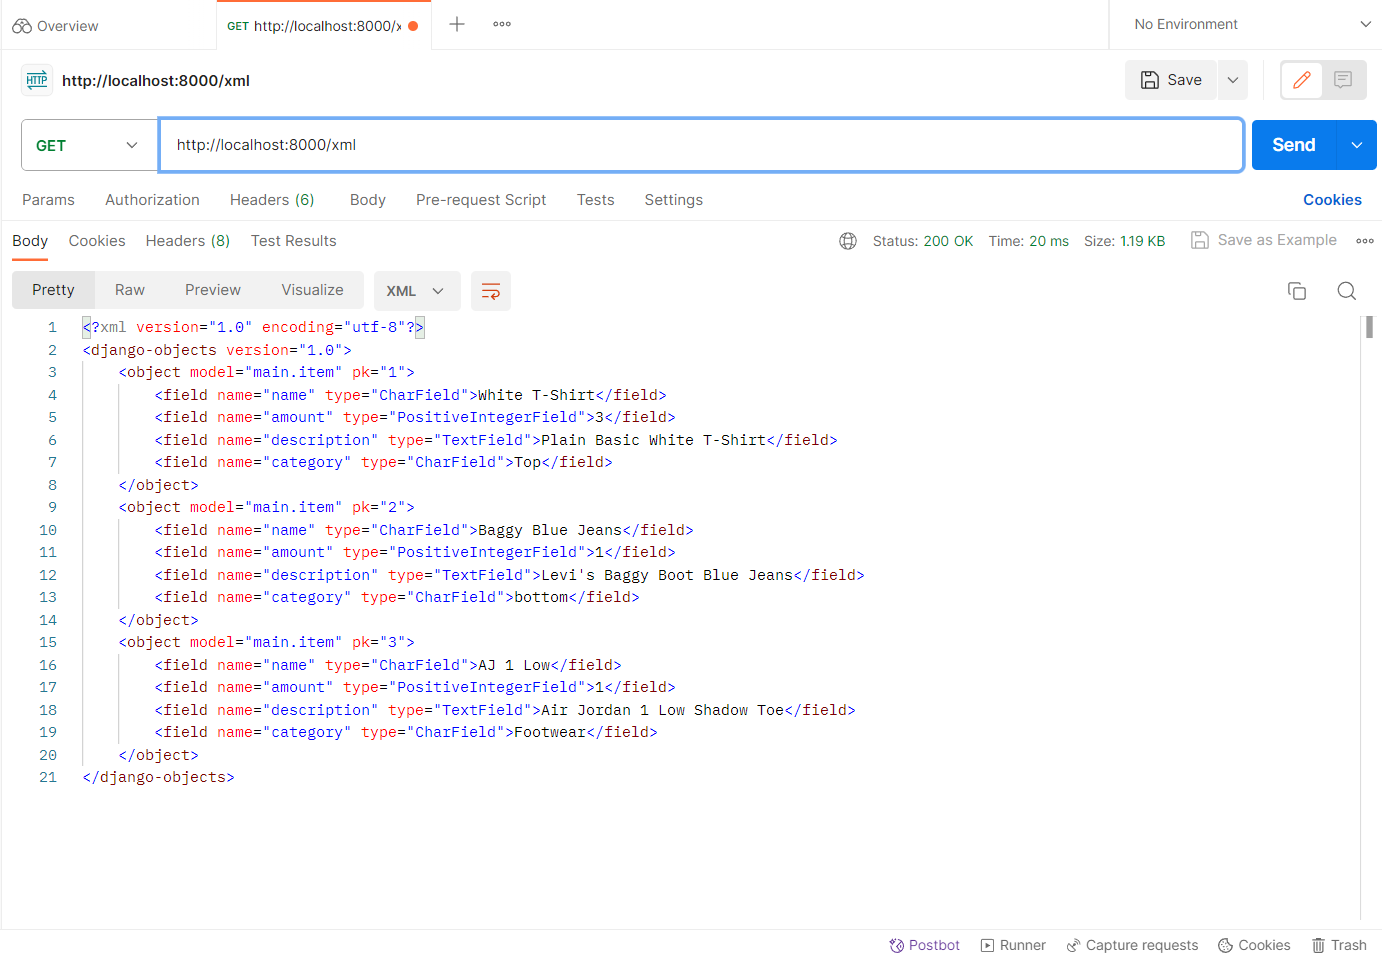 Overview
GET http://localhost:8000/x
No Environment
HTTP http://localhost:8000/xml
Save
GET http://localhost:8000/xml Send
Params Authorization Headers (6) Body Pre-request Script Tests Settings Cookies
Body Cookies Headers (8) Test Results Status: 200 OK Time: 20 ms Size: 1.19 KB Save as Example
Pretty Raw Preview Visualize XML
1 <?xml version="1.0" encoding="utf-8"?>
2 <django-objects version="1.0">
3 <object model="main.item" pk="1">
4 <field name="name" type="CharField">White T-Shirt</field>
5 <field name="amount" type="PositiveIntegerField">3</field>
6 <field name="description" type="TextField">Plain Basic White T-Shirt</field>
7 <field name="category" type="CharField">Top</field>
8 </object>
9 <object model="main.item" pk="2">
10 <field name="name" type="CharField">Baggy Blue Jeans</field>
11 <field name="amount" type="PositiveIntegerField">1</field>
12 <field name="description" type="TextField">Levi's Baggy Boot Blue Jeans</field>
13 <field name="category" type="CharField">bottom</field>
14 </object>
15 <object model="main.item" pk="3">
16 <field name="name" type="CharField">AJ 1 Low</field>
17 <field name="amount" type="PositiveIntegerField">1</field>
18 <field name="description" type="TextField">Air Jordan 1 Low Shadow Toe</field>
19 <field name="category" type="CharField">Footwear</field>
20 </object>
21 </django-objects>
Postbot Runner Capture requests Cookies Trash